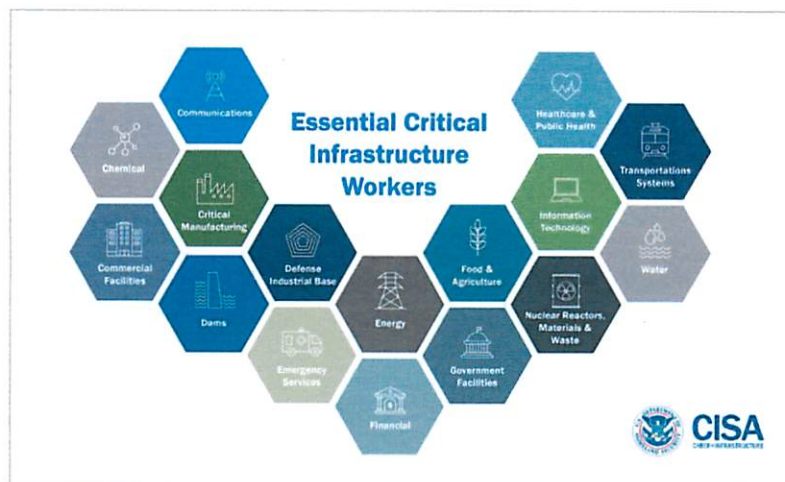 Communications
Chemical
Critical
Manufacturing
Commercial
Facilities
Dams
Defense
Industrial Base
Emergency
Services
Essential Critical
Infrastructure
Workers
Energy
Financial
Food &
Agriculture
Government
Facilities
Healthcare &
Public Health
Information
Technology
Nuclear Reactors,
Materials &
Waste
Transportations
Systems
Water
CISA